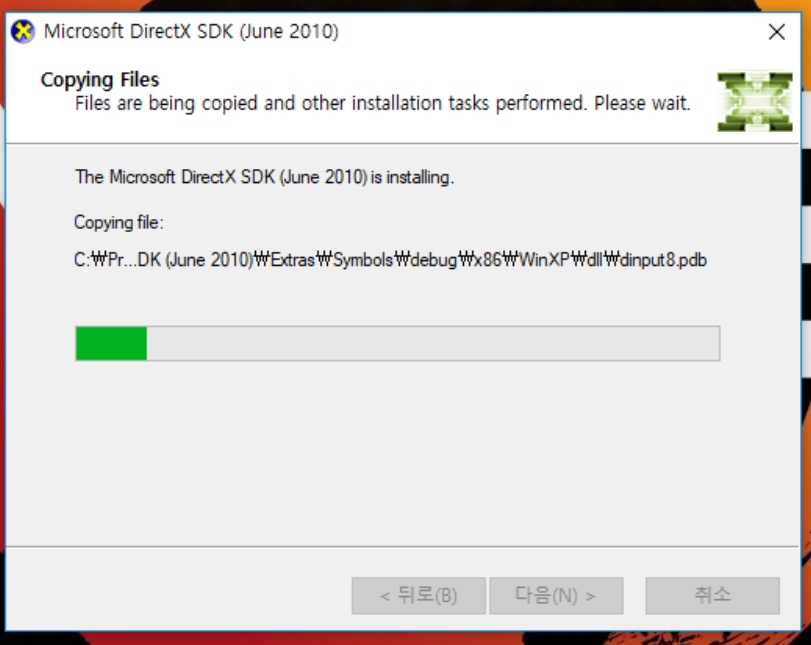 Microsoft DirectX SDK (June 2010)
Copying Files
Files are being copied and other installation tasks performed. Please wait.
The Microsoft DirectX SDK (June 2010) is installing.
Copying file:
C:₩Pr...DK (June 2010)₩Extras₩Symbols₩debug₩x86₩WinXP₩dll₩dinput8.pdb
< 뒤로(B) 다음(N) > 취소